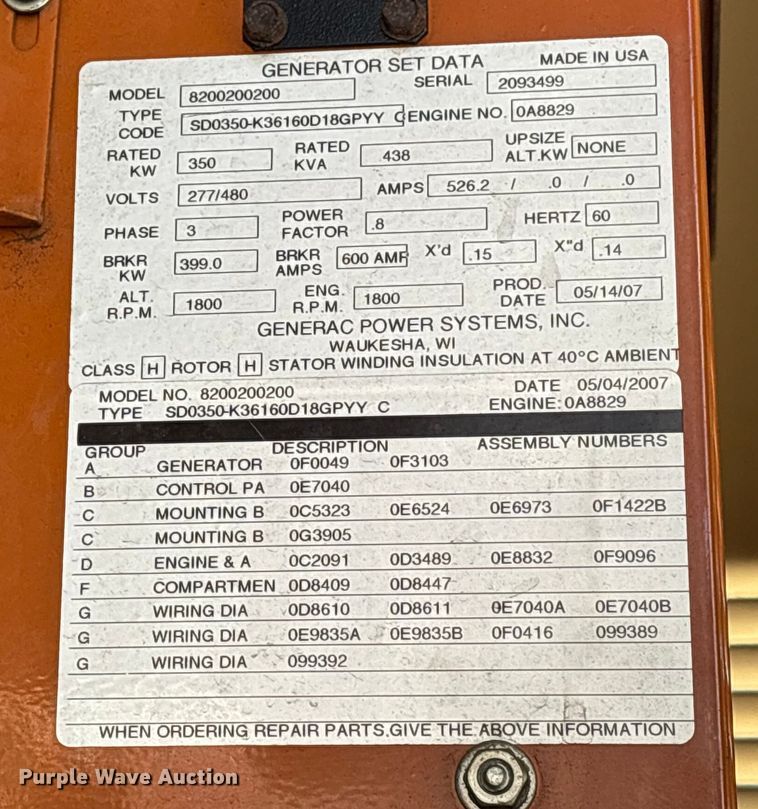 GENERATOR SET DATA MADE IN USA
MODEL 8200200200 SERIAL 2093499
TYPE CODE SD0350-K36160D18GPYY C ENGINE NO. 0A8829
RATED KW 350 RATED KVA 438 UPSIZE ALT.KW NONE
VOLTS 277/480 AMPS 526.2 / .0 / .0
PHASE 3 POWER FACTOR .8 HERTZ 60
BRKR KW 399.0 BRKR AMPS 600 AMP X'd .15 X"d .14
ALT. R.P.M. 1800 ENG. R.P.M. 1800 PROD. DATE 05/14/07
GENERAC POWER SYSTEMS, INC.
WAUKESHA, WI
CLASS H ROTOR H STATOR WINDING INSULATION AT 40°C AMBIENT
MODEL NO. 8200200200 DATE 05/04/2007
TYPE SD0350-K36160D18GPYY C ENGINE: 0A8829
GROUP DESCRIPTION ASSEMBLY NUMBERS
A GENERATOR 0F0049 0F3103
B CONTROL PA 0E7040
C MOUNTING B 0C5323 0E6524 0E6973 0F1422B
C MOUNTING B 0G3905
D ENGINE & A 0C2091 0D3489 0E8832 0F9096
F COMPARTMEN 0D8409 0D8447
G WIRING DIA 0D8610 0D8611 0E7040A 0E7040B
G WIRING DIA 0E9835A 0E9835B 0F0416 099389
G WIRING DIA 099392
WHEN ORDERING REPAIR PARTS.GIVE THE ABOVE INFORMATION
Purple Wave Auction